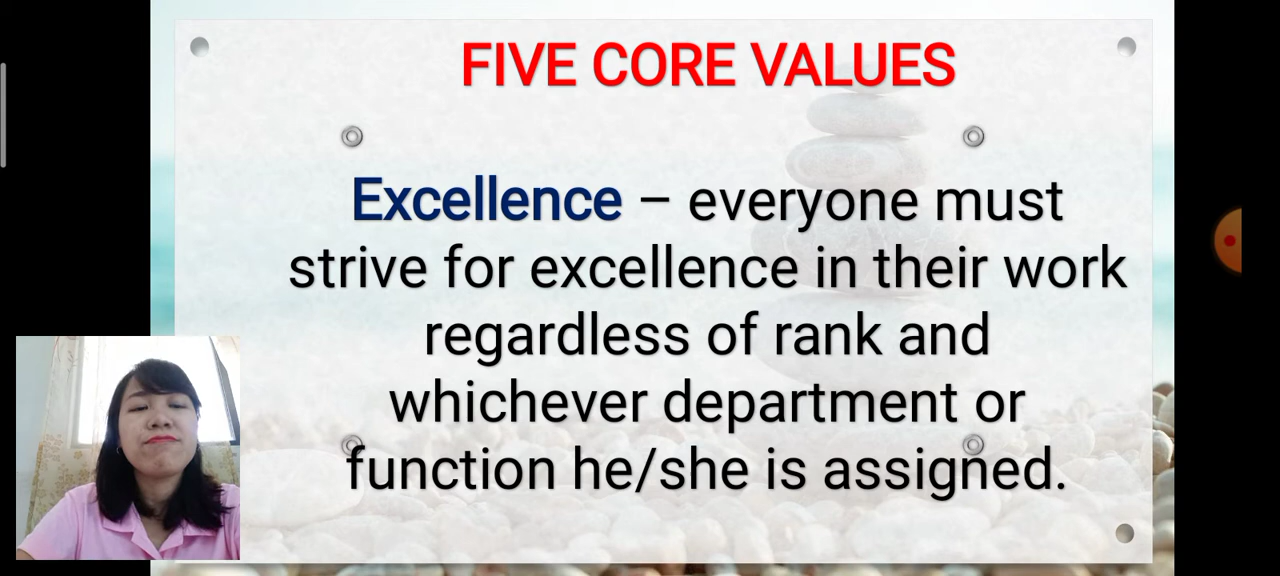 FIVE CORE VALUES
Excellence – everyone must
strive for excellence in their work
regardless of rank and
whichever department or
function he/she is assigned.